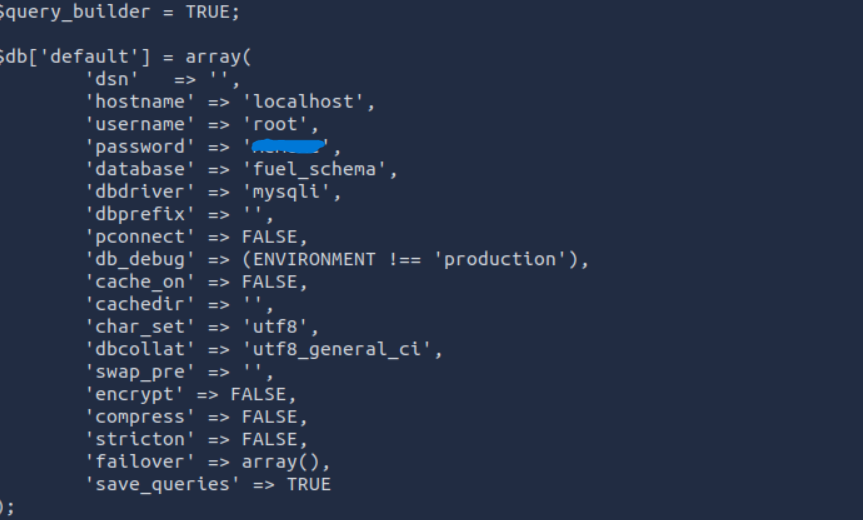 $query_builder = TRUE;
$db['default'] = array(
'dsn' => '',
'hostname' => 'localhost',
'username' => 'root',
'password' => '',
'database' => 'fuel_schema',
'dbdriver' => 'mysqli',
'dbprefix' => '',
'pconnect' => FALSE,
'db_debug' => (ENVIRONMENT !== 'production'),
'cache_on' => FALSE,
'cachedir' => '',
'char_set' => 'utf8',
'dbcollat' => 'utf8_general_ci',
'swap_pre' => '',
'encrypt' => FALSE,
'compress' => FALSE,
'stricton' => FALSE,
'failover' => array(),
'save_queries' => TRUE
);